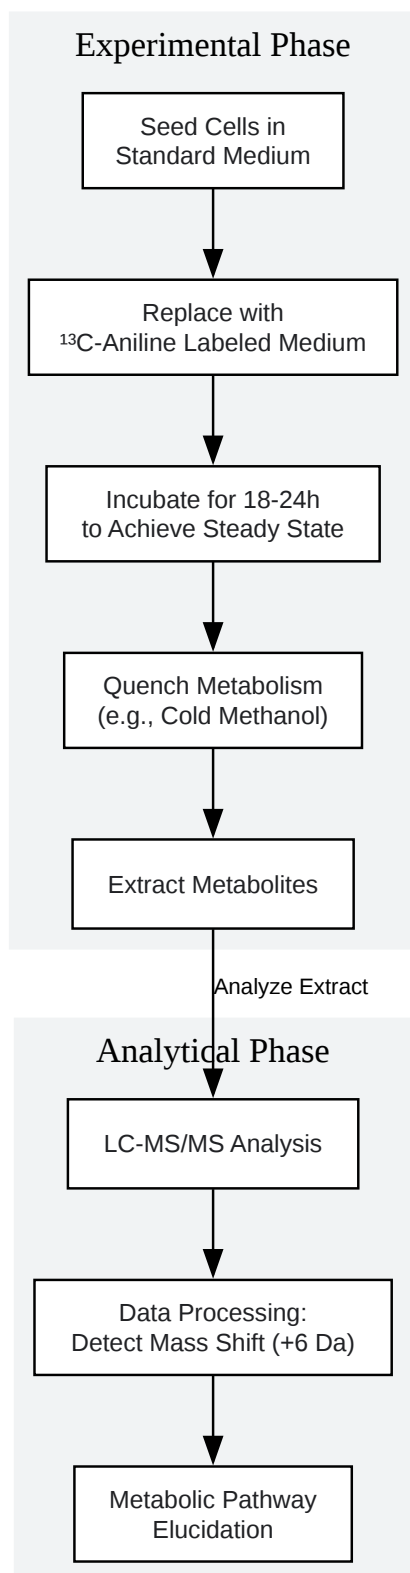 Experimental Phase
Seed Cells in
Standard Medium
Replace with
¹³C-Aniline Labeled Medium
Incubate for 18-24h
to Achieve Steady State
Quench Metabolism
(e.g., Cold Methanol)
Extract Metabolites
Analyze Extract
Analytical Phase
LC-MS/MS Analysis
Data Processing:
Detect Mass Shift (+6 Da)
Metabolic Pathway
Elucidation